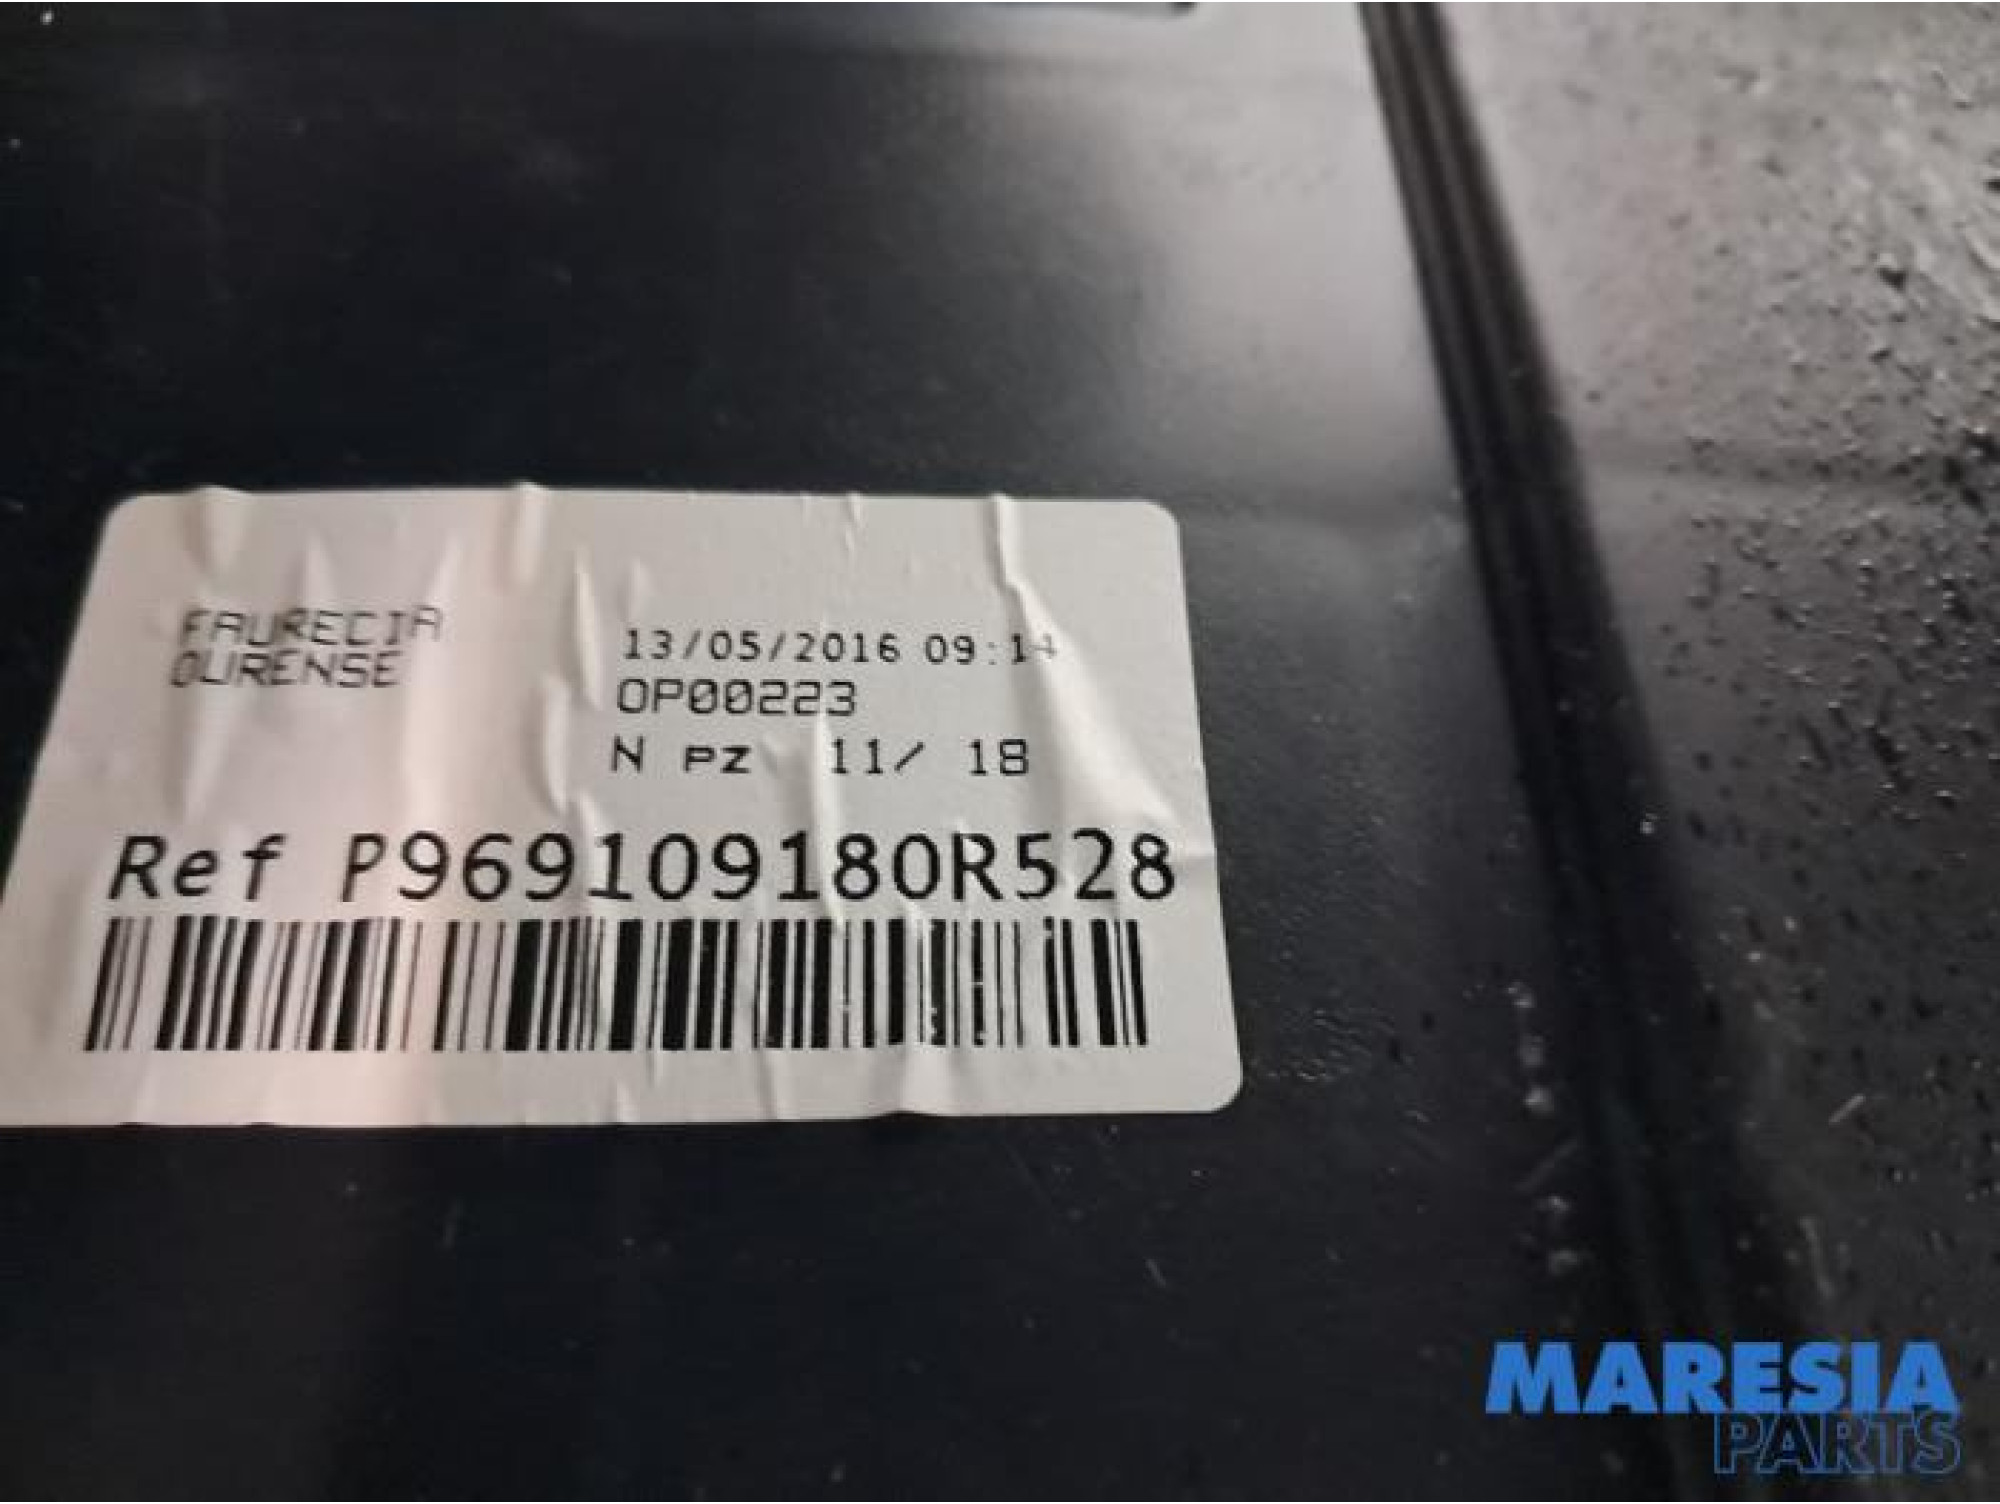 FAURECIA
OURENSE
13/05/2016 09:14
OP00223
N pz 11/ 18
Ref P969109180R528
MARESIA
PARTS